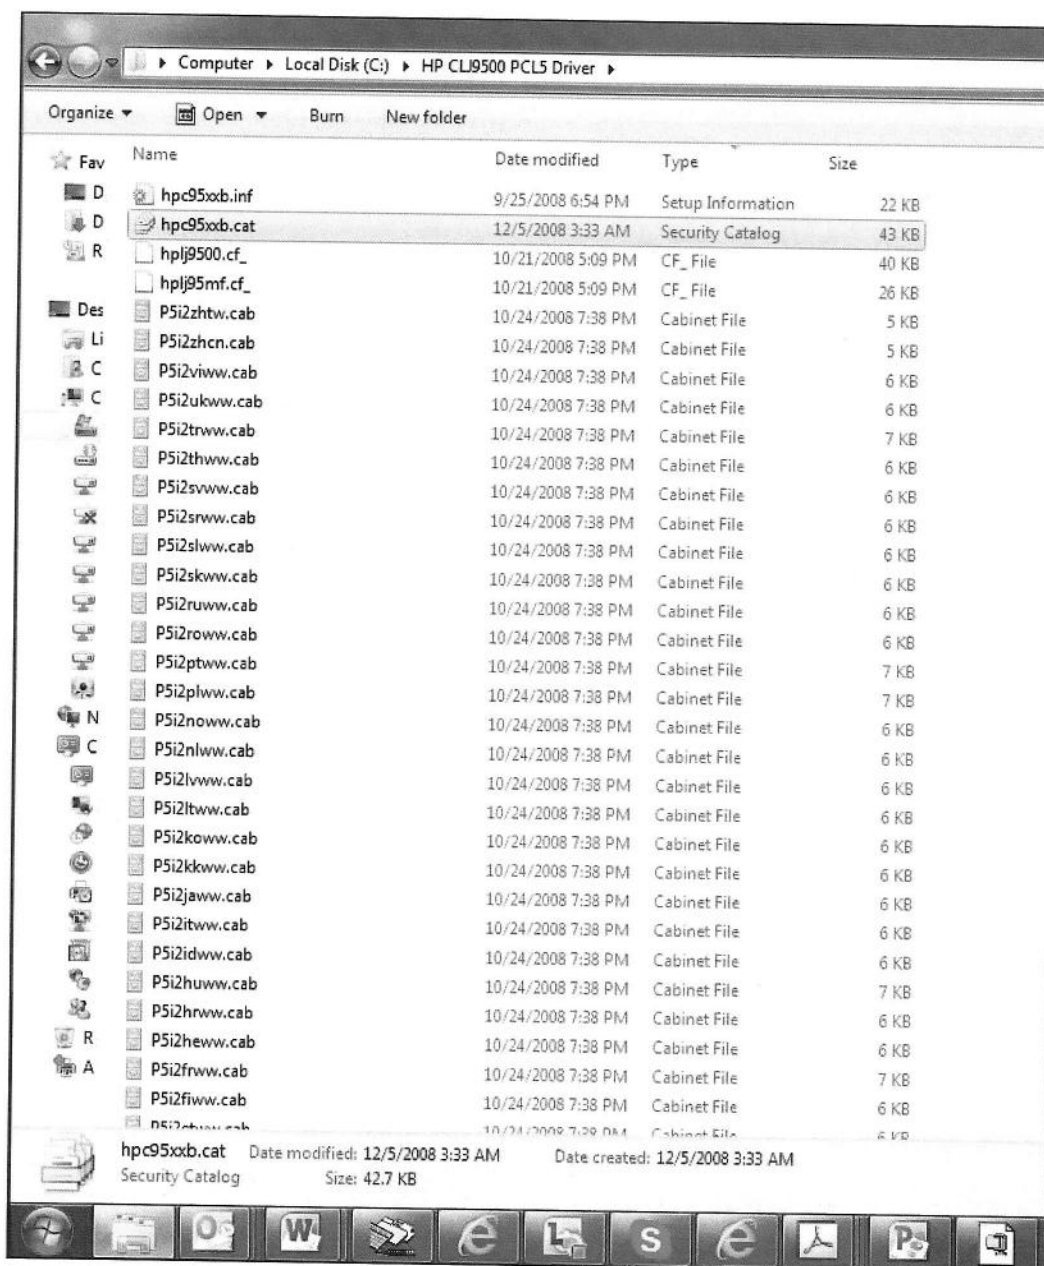 Computer ▸ Local Disk (C:) ▸ HP CLJ9500 PCL5 Driver ▸
Organize ▾ Open ▾ Burn New folder
Name Date modified Type Size
Fav
D hpc95xxb.inf 9/25/2008 6:54 PM Setup Information 22 KB
D hpc95xxb.cat 12/5/2008 3:33 AM Security Catalog 43 KB
R hplj9500.cf_ 10/21/2008 5:09 PM CF_ File 40 KB
hplj95mf.cf_ 10/21/2008 5:09 PM CF_ File 26 KB
Des P5i2zhtw.cab 10/24/2008 7:38 PM Cabinet File 5 KB
Li P5i2zhcn.cab 10/24/2008 7:38 PM Cabinet File 5 KB
C P5i2viww.cab 10/24/2008 7:38 PM Cabinet File 6 KB
C P5i2ukww.cab 10/24/2008 7:38 PM Cabinet File 6 KB
P5i2trww.cab 10/24/2008 7:38 PM Cabinet File 7 KB
P5i2thww.cab 10/24/2008 7:38 PM Cabinet File 6 KB
P5i2svww.cab 10/24/2008 7:38 PM Cabinet File 6 KB
P5i2srww.cab 10/24/2008 7:38 PM Cabinet File 6 KB
P5i2slww.cab 10/24/2008 7:38 PM Cabinet File 6 KB
P5i2skww.cab 10/24/2008 7:38 PM Cabinet File 6 KB
P5i2ruww.cab 10/24/2008 7:38 PM Cabinet File 6 KB
P5i2roww.cab 10/24/2008 7:38 PM Cabinet File 6 KB
P5i2ptww.cab 10/24/2008 7:38 PM Cabinet File 7 KB
P5i2plww.cab 10/24/2008 7:38 PM Cabinet File 7 KB
N P5i2noww.cab 10/24/2008 7:38 PM Cabinet File 6 KB
C P5i2nlww.cab 10/24/2008 7:38 PM Cabinet File 6 KB
P5i2lvww.cab 10/24/2008 7:38 PM Cabinet File 6 KB
P5i2ltww.cab 10/24/2008 7:38 PM Cabinet File 6 KB
P5i2koww.cab 10/24/2008 7:38 PM Cabinet File 6 KB
P5i2kkww.cab 10/24/2008 7:38 PM Cabinet File 6 KB
P5i2jaww.cab 10/24/2008 7:38 PM Cabinet File 6 KB
P5i2itww.cab 10/24/2008 7:38 PM Cabinet File 6 KB
P5i2idww.cab 10/24/2008 7:38 PM Cabinet File 6 KB
P5i2huww.cab 10/24/2008 7:38 PM Cabinet File 7 KB
P5i2hrww.cab 10/24/2008 7:38 PM Cabinet File 6 KB
R P5i2heww.cab 10/24/2008 7:38 PM Cabinet File 6 KB
A P5i2frww.cab 10/24/2008 7:38 PM Cabinet File 7 KB
P5i2fiww.cab 10/24/2008 7:38 PM Cabinet File 6 KB
10/24/2008 7:38 PM Cabinet File 6 KB
hpc95xxb.cat Date modified: 12/5/2008 3:33 AM Date created: 12/5/2008 3:33 AM
Security Catalog Size: 42.7 KB
O W e L S e P